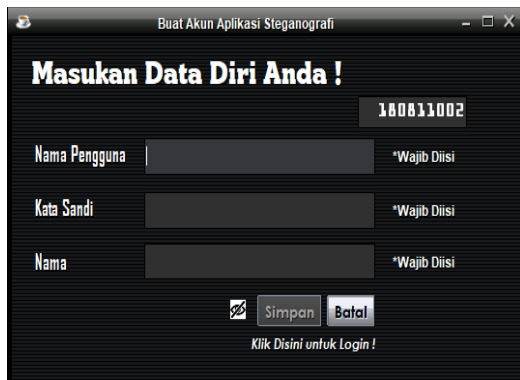 Buat Akun Aplikasi Steganografi
Masukan Data Diri Anda !
180811002
Nama Pengguna *Wajib Diisi
Kata Sandi *Wajib Diisi
Nama *Wajib Diisi
Simpan Batal
Klik Disini untuk Login !